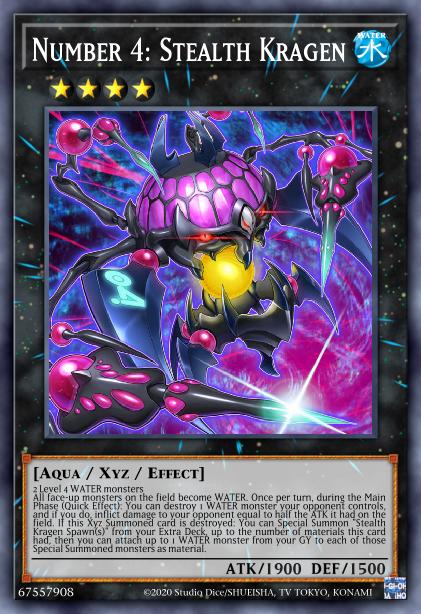 Number 4: Stealth Kragen
WATER
水
04
[Aqua / Xyz / Effect]
2 Level 4 WATER monsters
All face-up monsters on the field become WATER. Once per turn, during the Main
Phase (Quick Effect): You can destroy 1 WATER monster your opponent controls,
and if you do, inflict damage to your opponent equal to half the ATK it had on the
field. If this Xyz Summoned card is destroyed: You can Special Summon "Stealth
Kragen Spawn(s)" from your Extra Deck, up to the number of materials this card
had, then you can attach up to 1 WATER monster from your GY to each of those
Special Summoned monsters as material.
ATK/1900 DEF/1500
67557908
©2020 Studio Dice/SHUEISHA, TV TOKYO, KONAMI